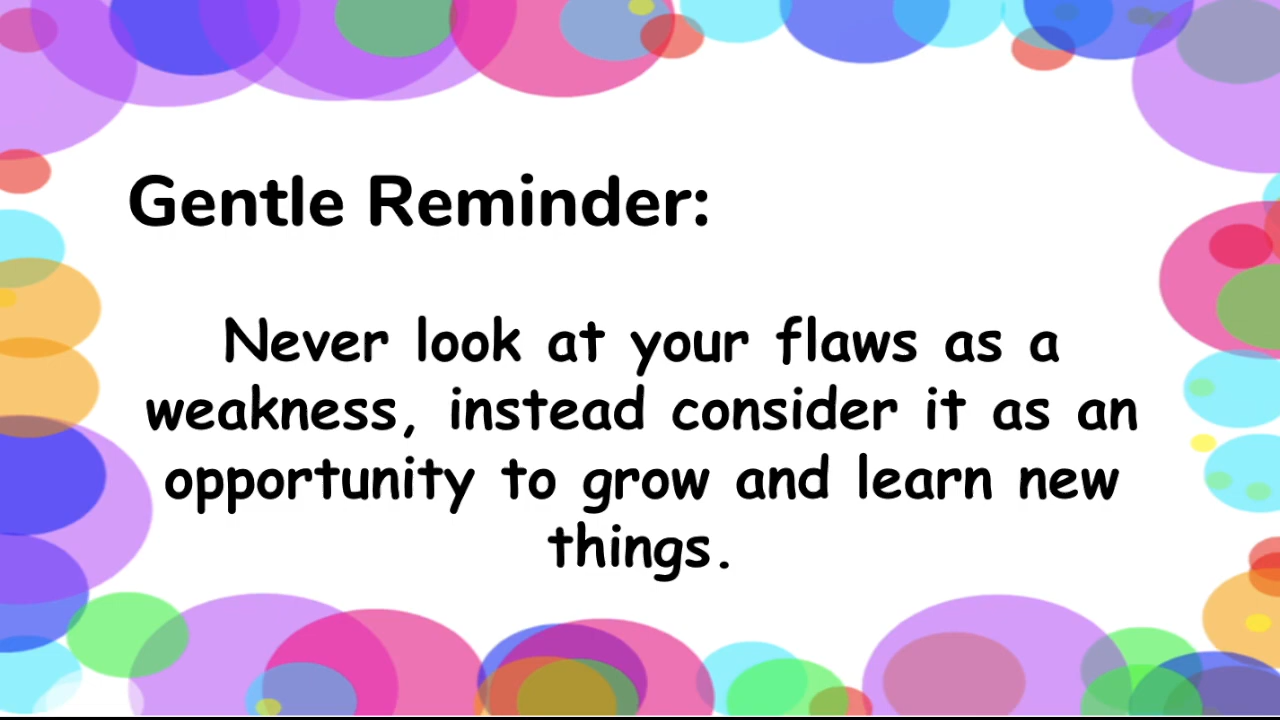 Gentle Reminder:
Never look at your flaws as a
weakness, instead consider it as an
opportunity to grow and learn new
things.